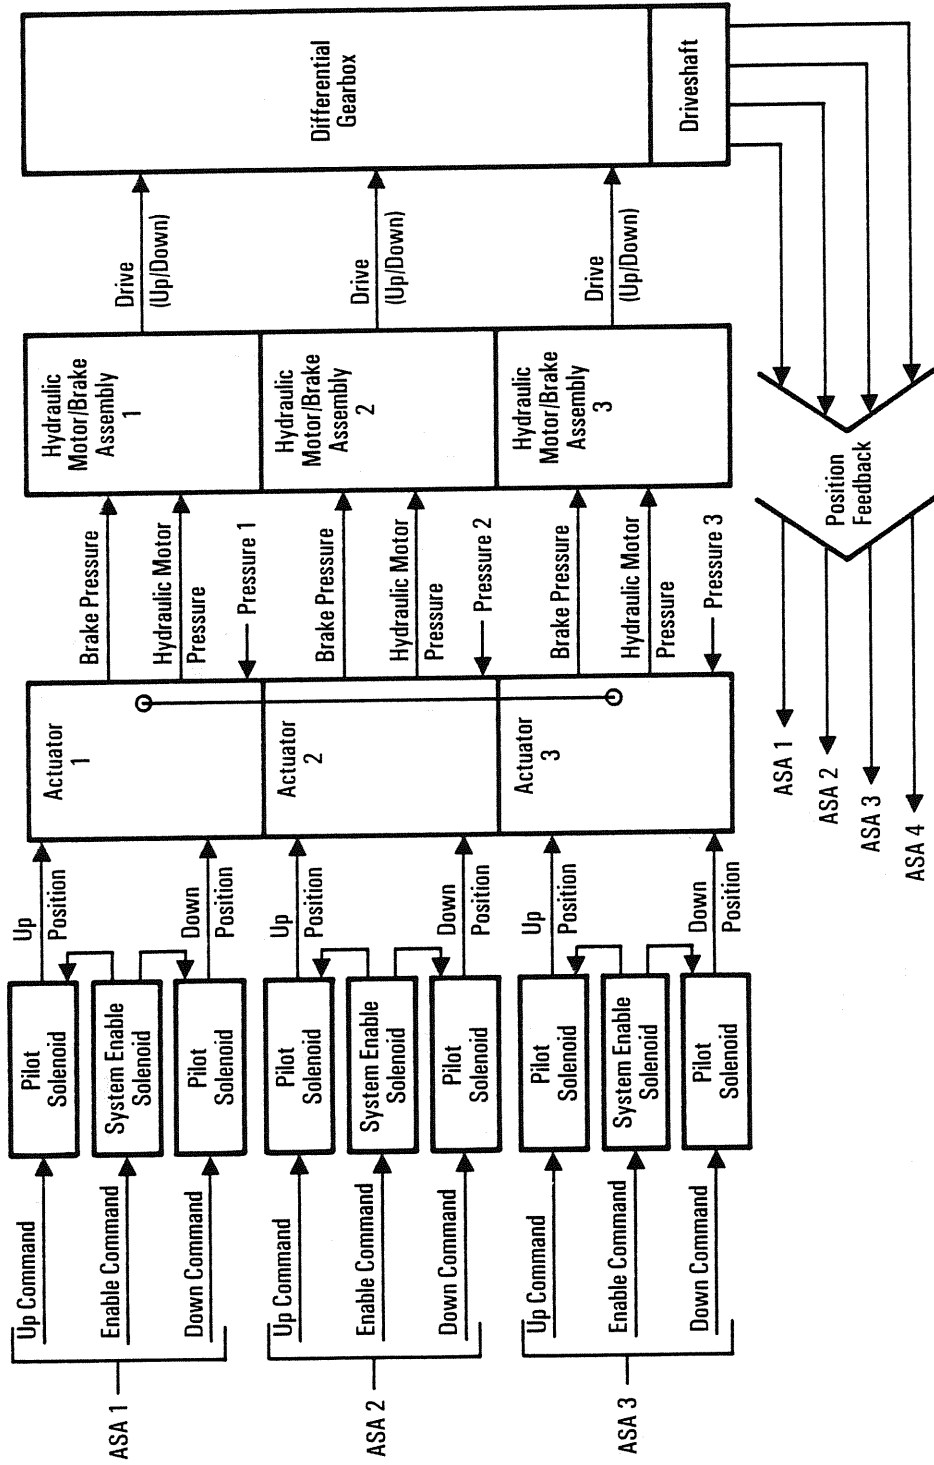 ASA 1
Up Command
Enable Command
Down Command
Pilot
Solenoid
System Enable
Solenoid
Pilot
Solenoid
Up
Position
Down
Position
Actuator
1
Brake Pressure
Hydraulic Motor
Pressure
Pressure 1
Hydraulic
Motor/Brake
Assembly
1
Drive
(Up/Down)
ASA 2
Up Command
Enable Command
Down Command
Pilot
Solenoid
System Enable
Solenoid
Pilot
Solenoid
Up
Position
Down
Position
Actuator
2
Brake Pressure
Hydraulic Motor
Pressure
Pressure 2
Hydraulic
Motor/Brake
Assembly
2
Drive
(Up/Down)
ASA 3
Up Command
Enable Command
Down Command
Pilot
Solenoid
System Enable
Solenoid
Pilot
Solenoid
Up
Position
Down
Position
Actuator
3
Brake Pressure
Hydraulic Motor
Pressure
Pressure 3
Hydraulic
Motor/Brake
Assembly
3
Drive
(Up/Down)
Differential
Gearbox
Driveshaft
Position
Feedback
ASA 1
ASA 2
ASA 3
ASA 4